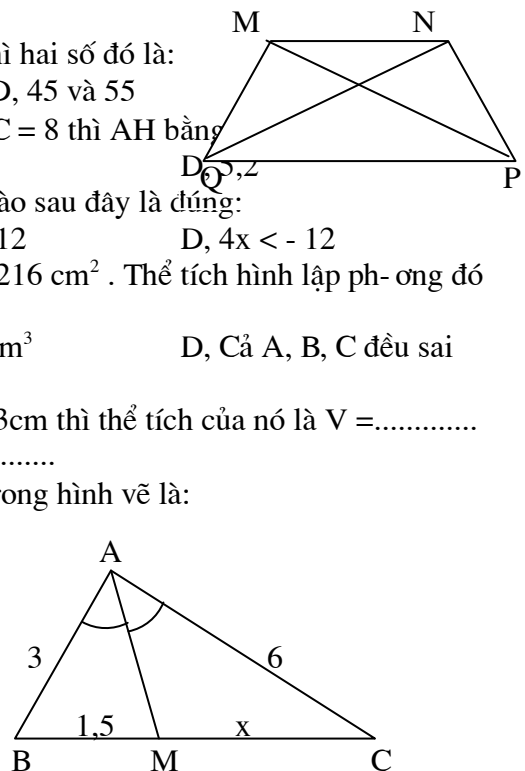 M N
hai số đó là:
D, 45 và 55
C = 8 thì AH bằng
D, 5,2
Q P
sau đây là đúng:
12 D, 4x < - 12
216 cm² . Thể tích hình lập ph- ơng đó
m³ D, Cả A, B, C đều sai
3cm thì thể tích của nó là V =.............
.......
rong hình vẽ là:
A
3 6
1,5 x
B M C